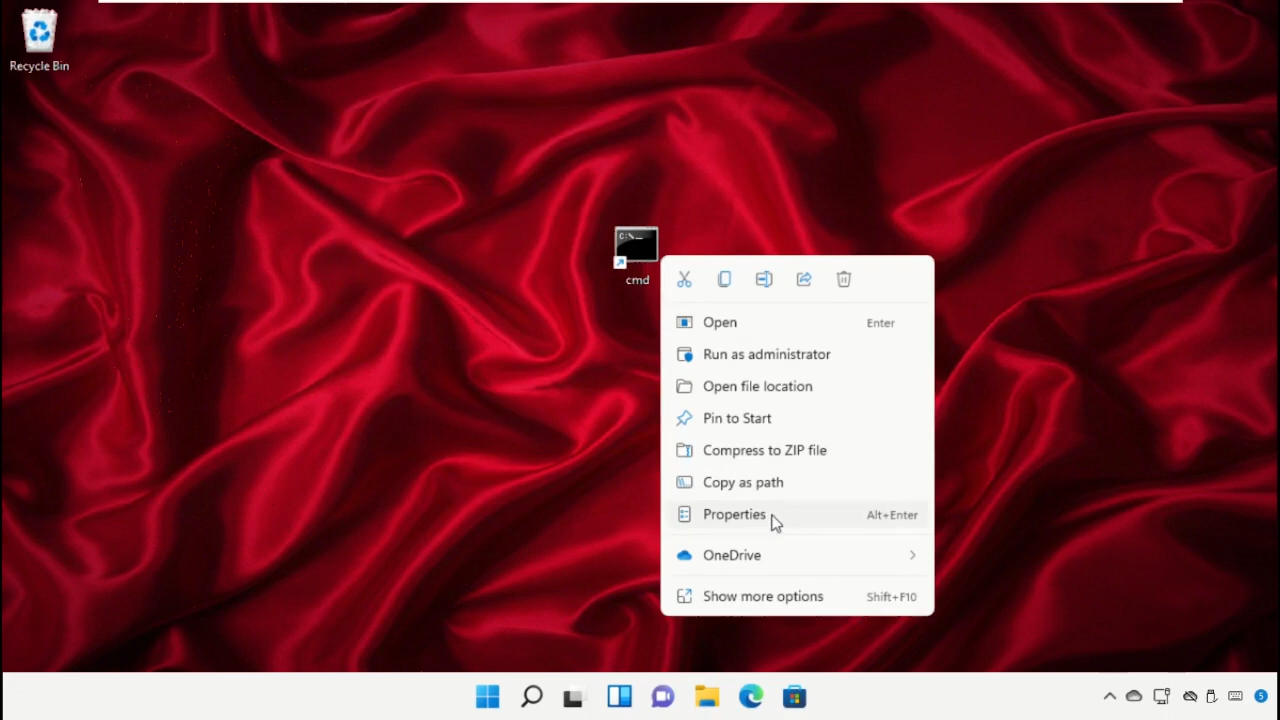 Recycle Bin
C:\_
cmd
Open Enter
Run as administrator
Open file location
Pin to Start
Compress to ZIP file
Copy as path
Properties Alt+Enter
OneDrive
Show more options Shift+F10
5